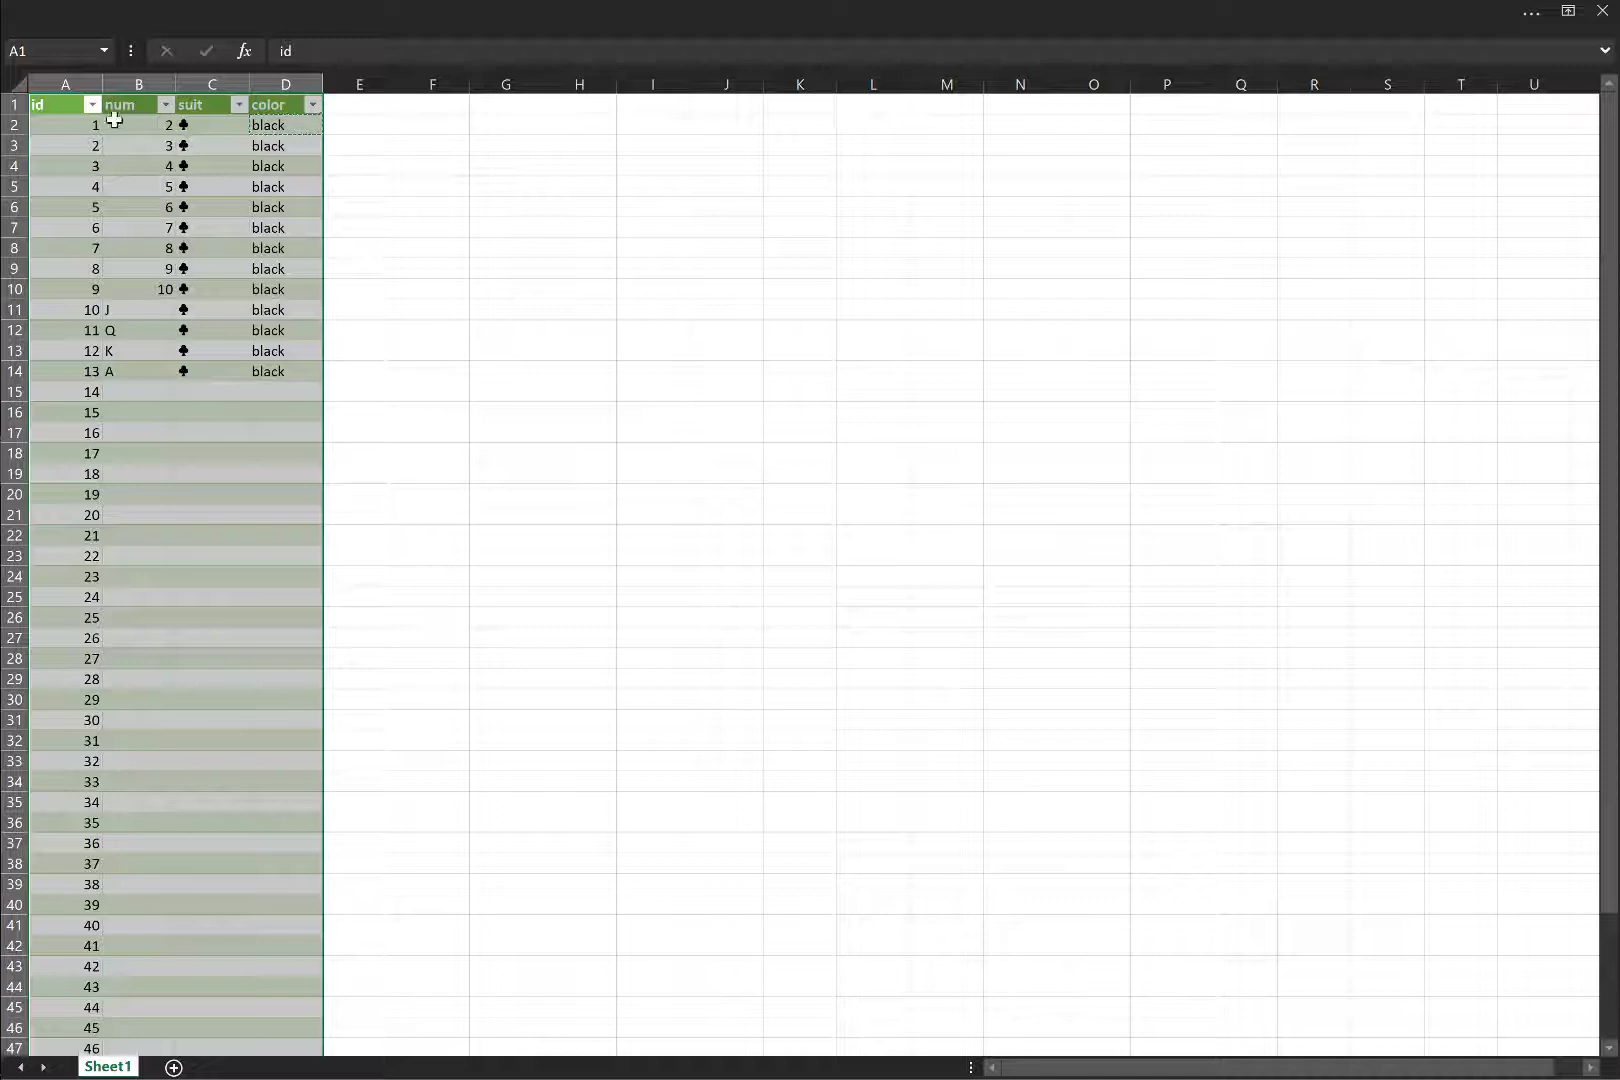 A1 fx id
A B C D E F G H I J K L M N O P Q R S T U
1 id num suit color
2 1 2 ♣ black
3 2 3 ♣ black
4 3 4 ♣ black
5 4 5 ♣ black
6 5 6 ♣ black
7 6 7 ♣ black
8 7 8 ♣ black
9 8 9 ♣ black
10 9 10 ♣ black
11 10 J ♣ black
12 11 Q ♣ black
13 12 K ♣ black
14 13 A ♣ black
15 14
16 15
17 16
18 17
19 18
20 19
21 20
22 21
23 22
24 23
25 24
26 25
27 26
28 27
29 28
30 29
31 30
32 31
33 32
34 33
35 34
36 35
37 36
38 37
39 38
40 39
41 40
42 41
43 42
44 43
45 44
46 45
47 46
Sheet1